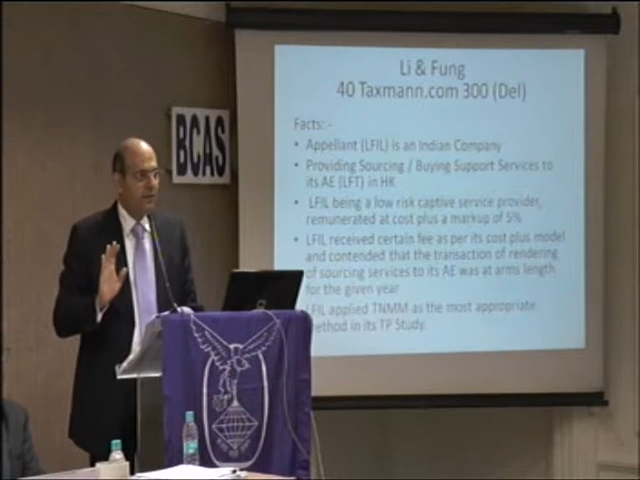 Li & Fung
40 Taxmann.com 300 (Del)
Facts: -
• Appellant (LFIL) is an Indian Company
• Providing Sourcing / Buying Support Services to
its AE (LFT) in HK
• LFIL being a low risk captive service provider,
remunerated at cost plus a markup of 5%
• LFIL received certain fee as per its cost plus model
and contended that the transaction of rendering
of sourcing services to its AE was at arms length
for the given year
LFIL applied TNMM as the most appropriate
method in its TP Study.
BCAS